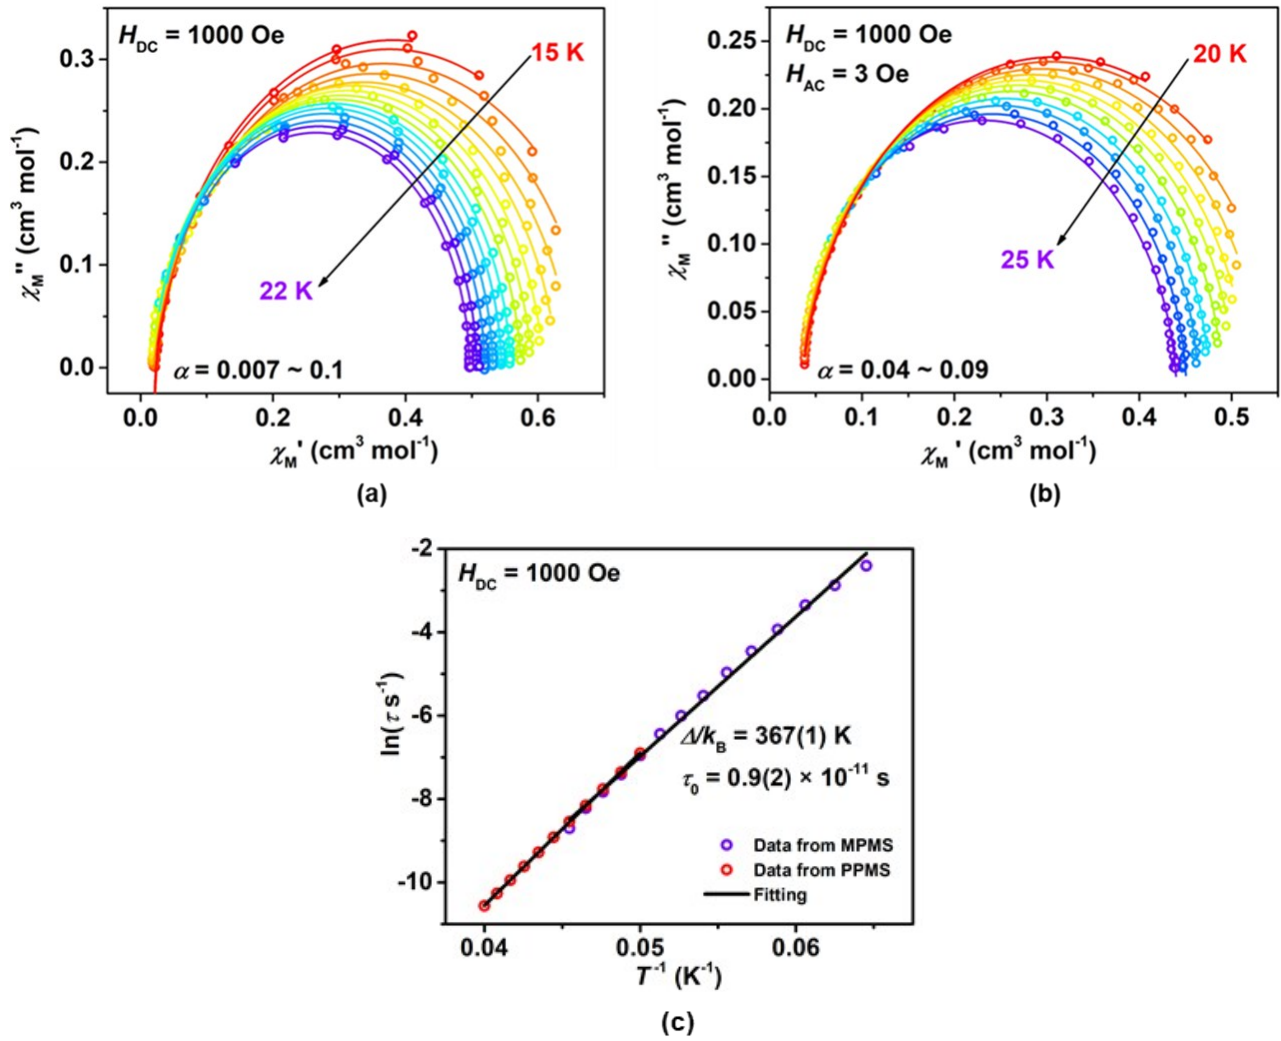 H_DC = 1000 Oe
15 K
22 K
α = 0.007 ~ 0.1
0.3
0.2
0.1
0.0
χ_M'' (cm³ mol⁻¹)
0.0 0.2 0.4 0.6
χ_M' (cm³ mol⁻¹)
(a)
H_DC = 1000 Oe
H_AC = 3 Oe
20 K
25 K
α = 0.04 ~ 0.09
0.25
0.20
0.15
0.10
0.05
0.00
χ_M'' (cm³ mol⁻¹)
0.0 0.1 0.2 0.3 0.4 0.5
χ_M ' (cm³ mol⁻¹)
(b)
H_DC = 1000 Oe
-2
-4
-6
-8
-10
ln(τ s⁻¹)
Δ/k_B = 367(1) K
τ₀ = 0.9(2) × 10⁻¹¹ s
Data from MPMS
Data from PPMS
Fitting
0.04 0.05 0.06
T⁻¹ (K⁻¹)
(c)